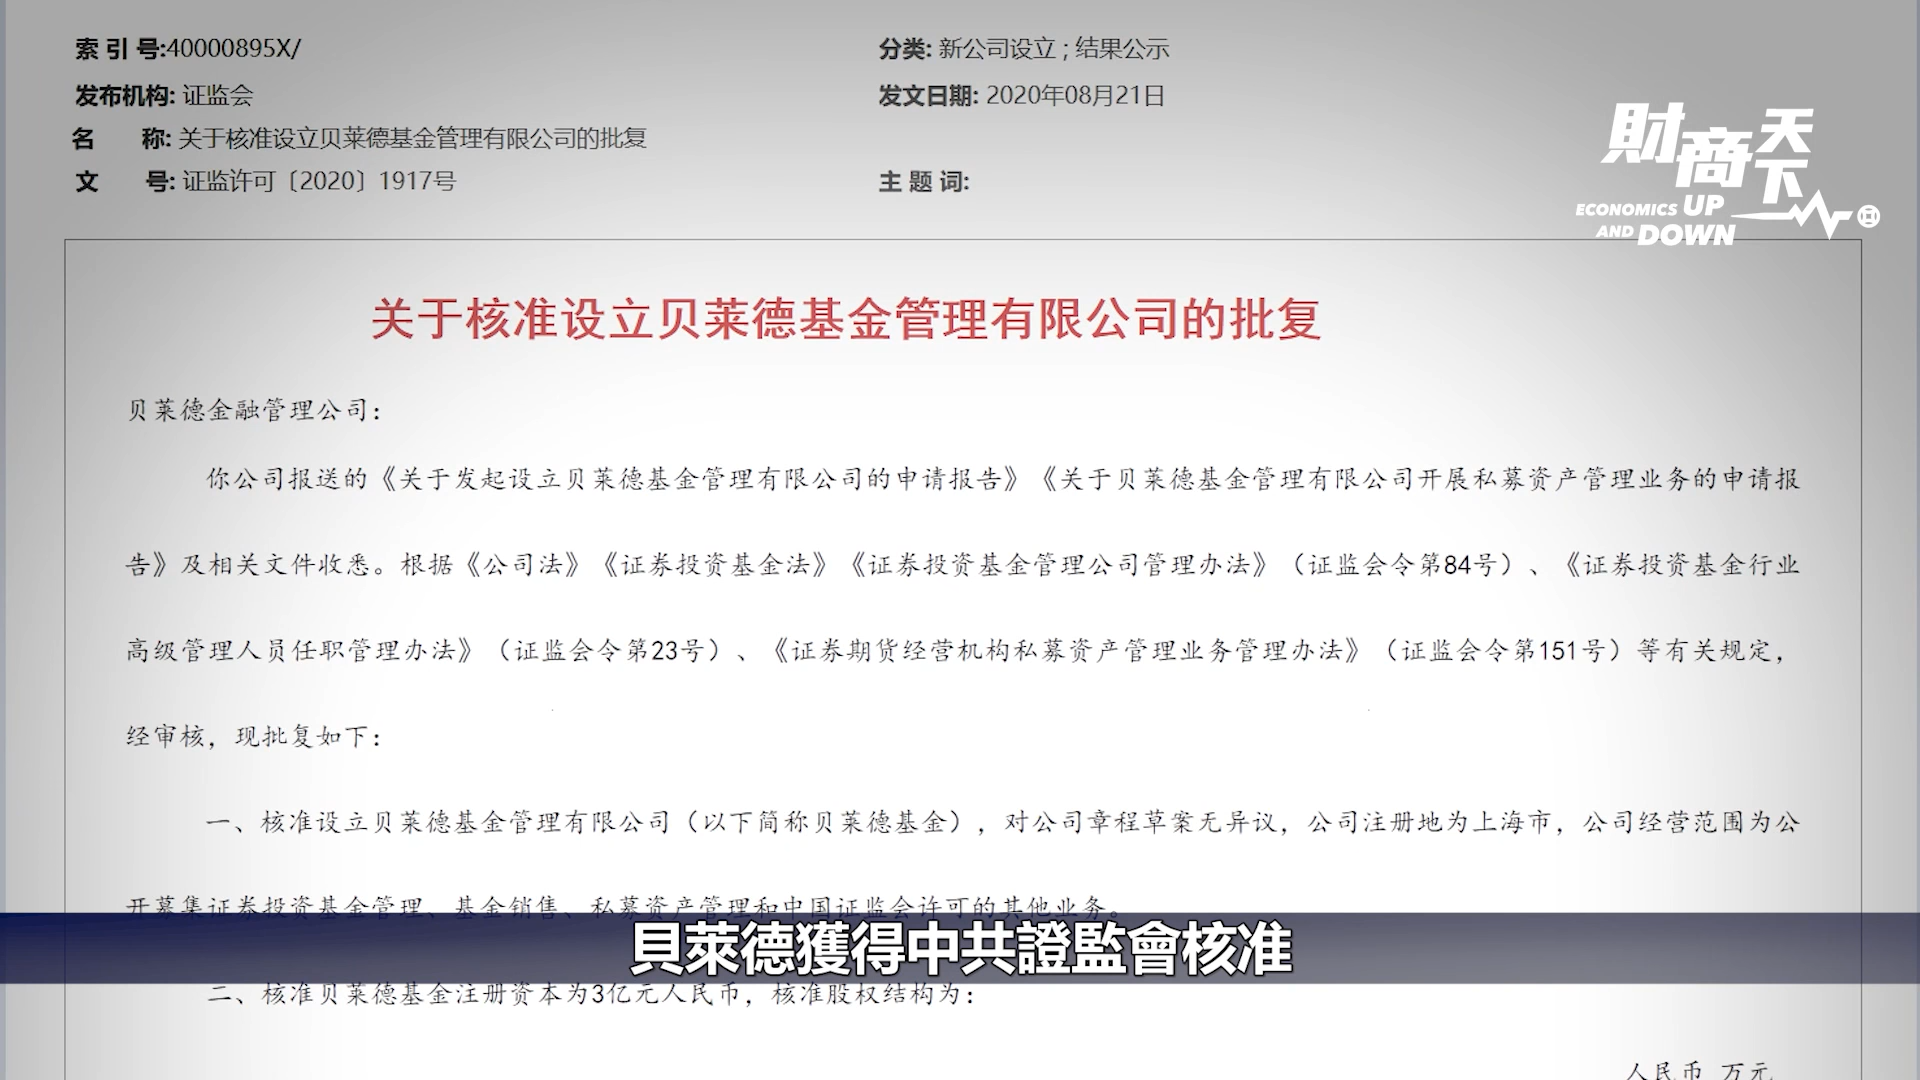 索 引 号:40000895X/
分类: 新公司设立 ; 结果公示
发布机构: 证监会
发文日期: 2020年08月21日
名 称: 关于核准设立贝莱德基金管理有限公司的批复
文 号: 证监许可〔2020〕1917号
主 题 词:
財商天下
ECONOMICS UP
AND DOWN
关于核准设立贝莱德基金管理有限公司的批复
贝莱德金融管理公司：
你公司报送的《关于发起设立贝莱德基金管理有限公司的申请报告》《关于贝莱德基金管理有限公司开展私募资产管理业务的申请报
告》及相关文件收悉。根据《公司法》《证券投资基金法》《证券投资基金管理公司管理办法》（证监会令第84号）、《证券投资基金行业
高级管理人员任职管理办法》（证监会令第23号）、《证券期货经营机构私募资产管理业务管理办法》（证监会令第151号）等有关规定，
经审核，现批复如下：
一、核准设立贝莱德基金管理有限公司（以下简称贝莱德基金），对公司章程草案无异议，公司注册地为上海市，公司经营范围为公
开募集证券投资基金管理、基金销售、私募资产管理和中国证监会许可的其他业务。
貝萊德獲得中共證監會核准
二、核准贝莱德基金注册资本为3亿元人民币，核准股权结构为：
人民币 万元